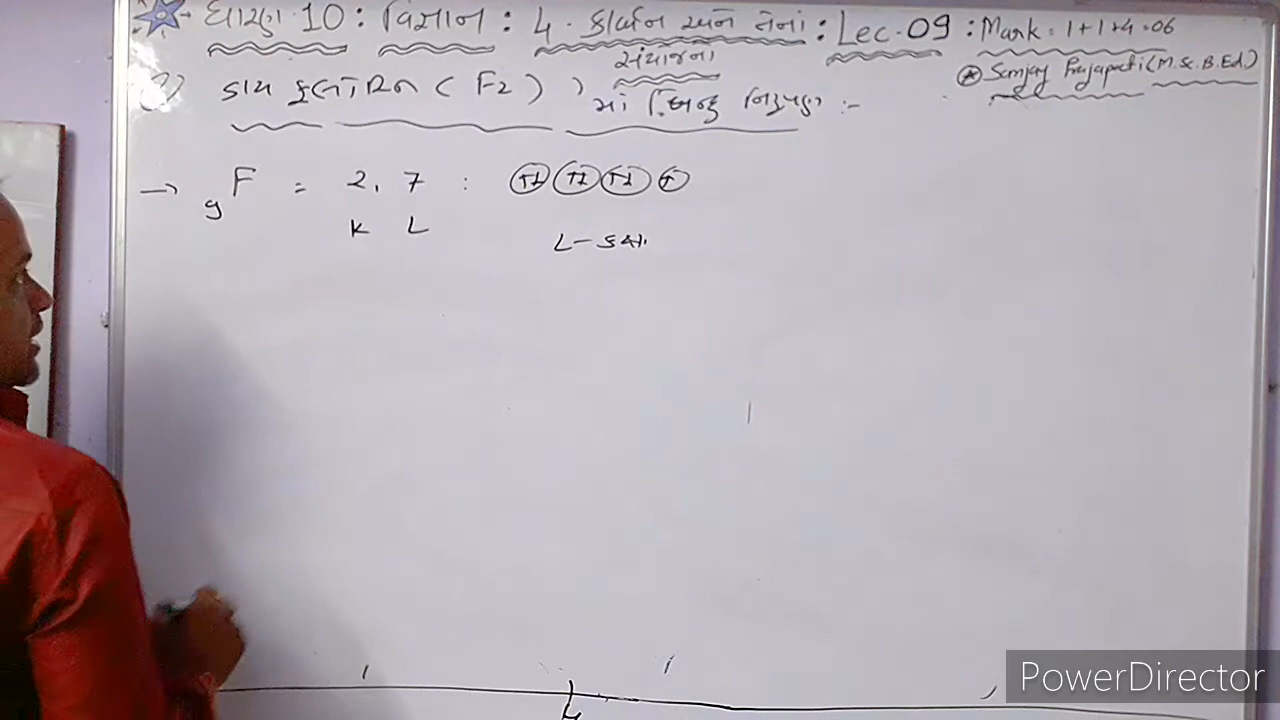 ધોરણ 10 : વિજ્ઞાન : 4. કાર્બન અને તેનાં : Lec. 09 : Mark : 1+1+4=06
સંયોજનો
* Sanjay Prajapati (M.Sc. B.Ed.)
(F2) માં બિંદુ નિરૂપણ :-
→ 9F = 2, 7 : ↑↓ ↑↓ ↑↓ ↑
K L L-કક્ષા
PowerDirector